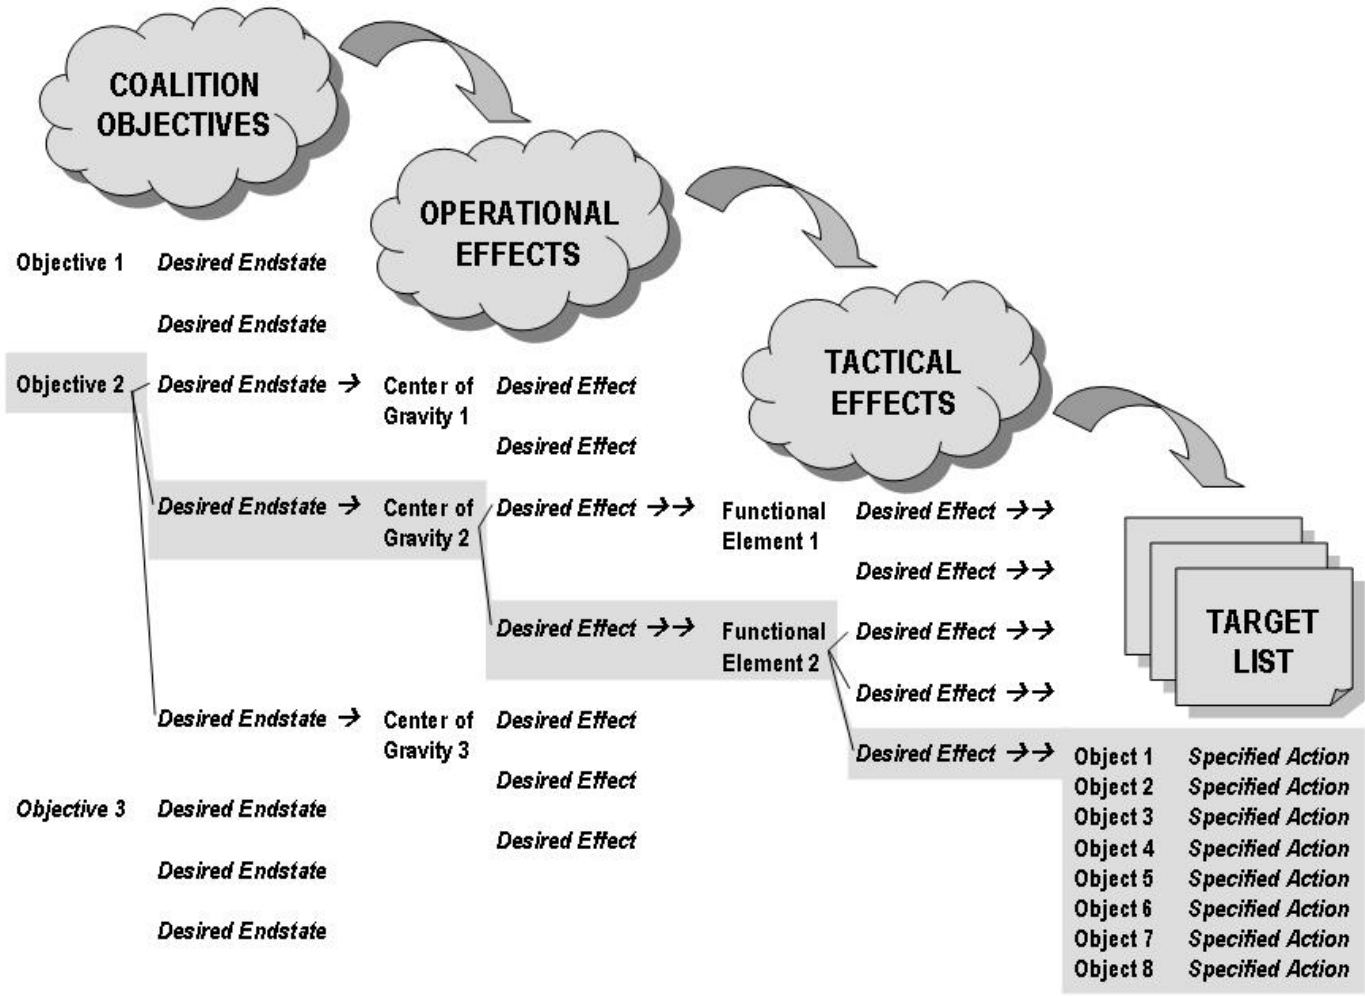 COALITION
OBJECTIVES
OPERATIONAL
EFFECTS
TACTICAL
EFFECTS
TARGET
LIST
Objective 1 Desired Endstate
Desired Endstate
Objective 2 Desired Endstate → Center of Gravity 1 Desired Effect
Desired Effect
Desired Endstate → Center of Gravity 2 Desired Effect →→ Functional Element 1 Desired Effect →→
Desired Effect →→
Desired Effect →→ Functional Element 2 Desired Effect →→
Desired Effect →→
Desired Effect →→
Desired Endstate → Center of Gravity 3 Desired Effect
Desired Effect
Desired Effect
Objective 3 Desired Endstate
Desired Endstate
Desired Endstate
Object 1 Specified Action
Object 2 Specified Action
Object 3 Specified Action
Object 4 Specified Action
Object 5 Specified Action
Object 6 Specified Action
Object 7 Specified Action
Object 8 Specified Action